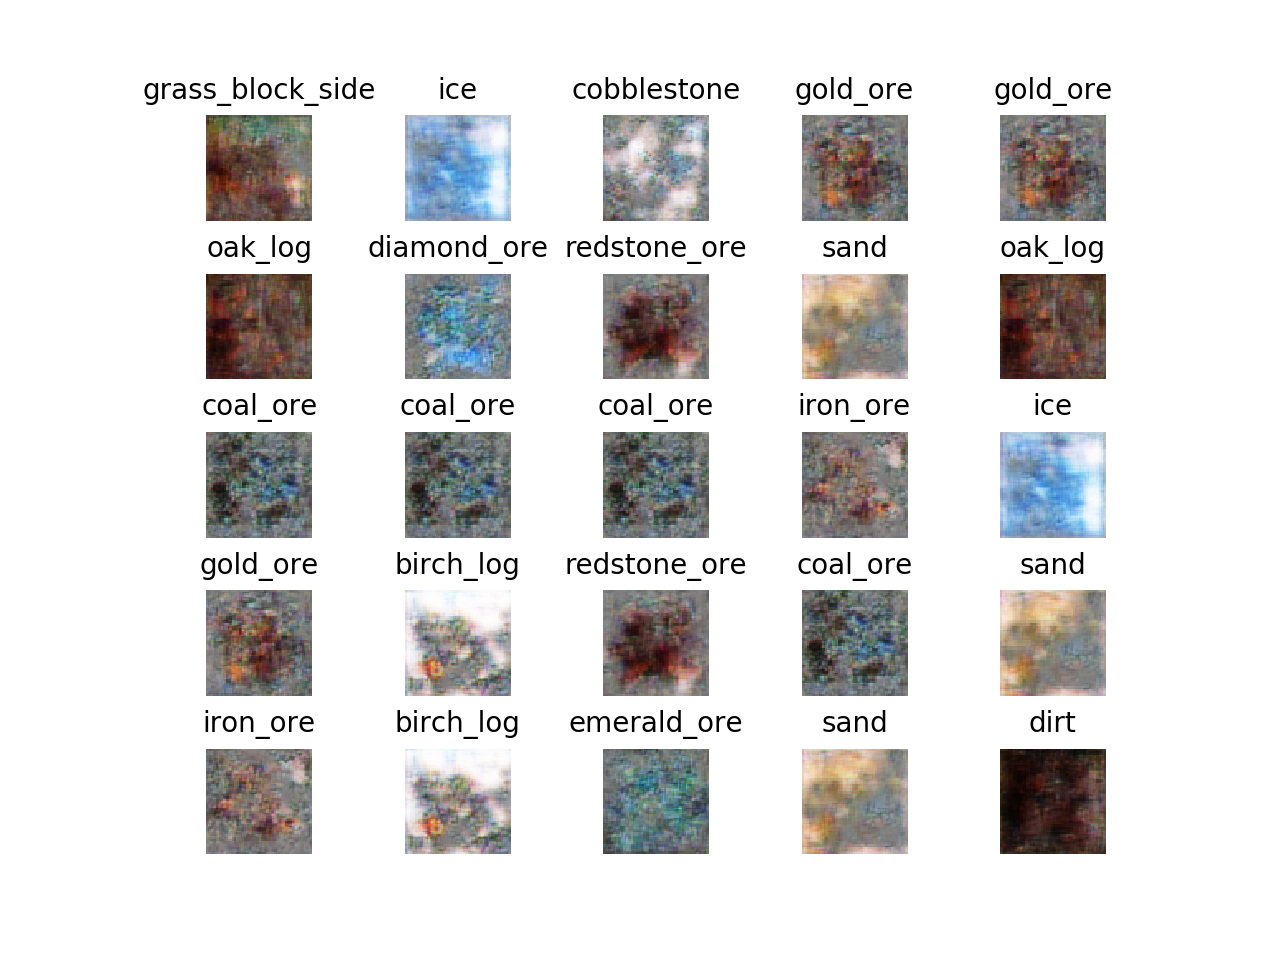 grass_block_side ice cobblestone gold_ore gold_ore
oak_log diamond_ore redstone_ore sand oak_log
coal_ore coal_ore coal_ore iron_ore ice
gold_ore birch_log redstone_ore coal_ore sand
iron_ore birch_log emerald_ore sand dirt